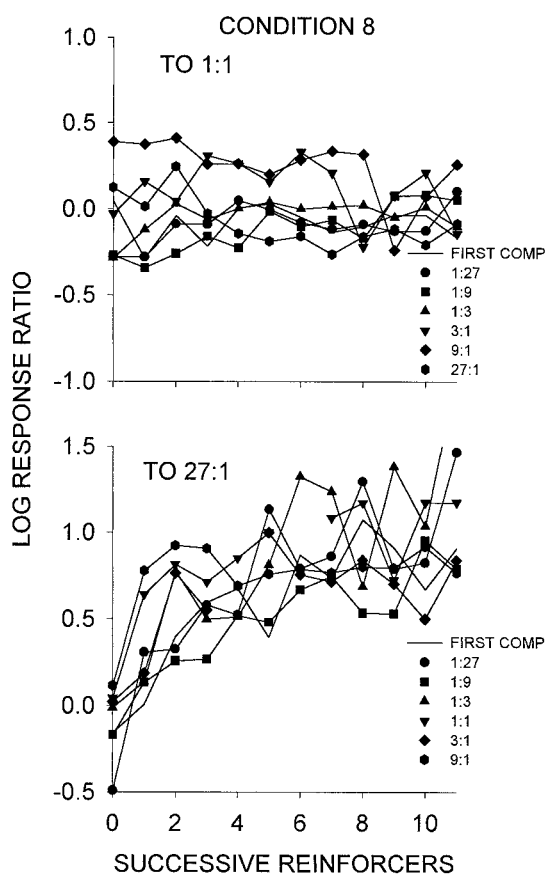 CONDITION 8
TO 1:1
1.0
0.5
0.0
-0.5
-1.0
FIRST COMP
1:27
1:9
1:3
3:1
9:1
27:1
LOG RESPONSE RATIO
TO 27:1
1.5
1.0
0.5
0.0
-0.5
FIRST COMP
1:27
1:9
1:3
1:1
3:1
9:1
0 2 4 6 8 10
SUCCESSIVE REINFORCERS